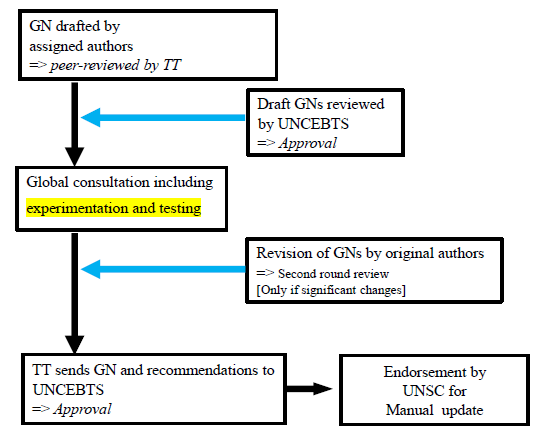 GN drafted by
assigned authors
=> peer-reviewed by TT
Draft GNs reviewed
by UNCEBTS
=> Approval
Global consultation including
experimentation and testing
Revision of GNs by original authors
=> Second round review
[Only if significant changes]
TT sends GN and recommendations to
UNCEBTS
=> Approval
Endorsement by
UNSC for
Manual update